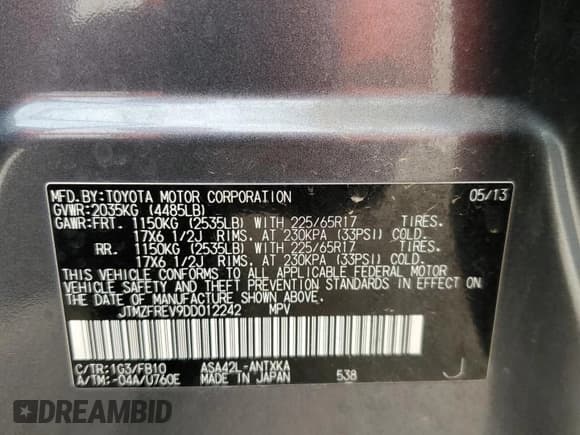 MFD.BY:TOYOTA MOTOR CORPORATION 05/13
GVWR:2035KG (4485LB)
GAWR:FRT. 1150KG (2535LB) WITH 225/65R17 TIRES.
17X6 1/2J RIMS. AT 230KPA (33PSI) COLD.
RR. 1150KG (2535LB) WITH 225/65R17 TIRES.
17X6 1/2J RIMS. AT 230KPA (33PSI) COLD.
THIS VEHICLE CONFORMS TO ALL APPLICABLE FEDERAL MOTOR
VEHICLE SAFETY AND THEFT PREVENTION STANDARDS IN EFFECT ON
THE DATE OF MANUFACTURE SHOWN ABOVE.
JTMZFREV9DD012242 MPV
C/TR:1G3/FB10 ASA42L-ANTXKA
A/TM:-04A/U760E MADE IN JAPAN 538 J
DREAMBID